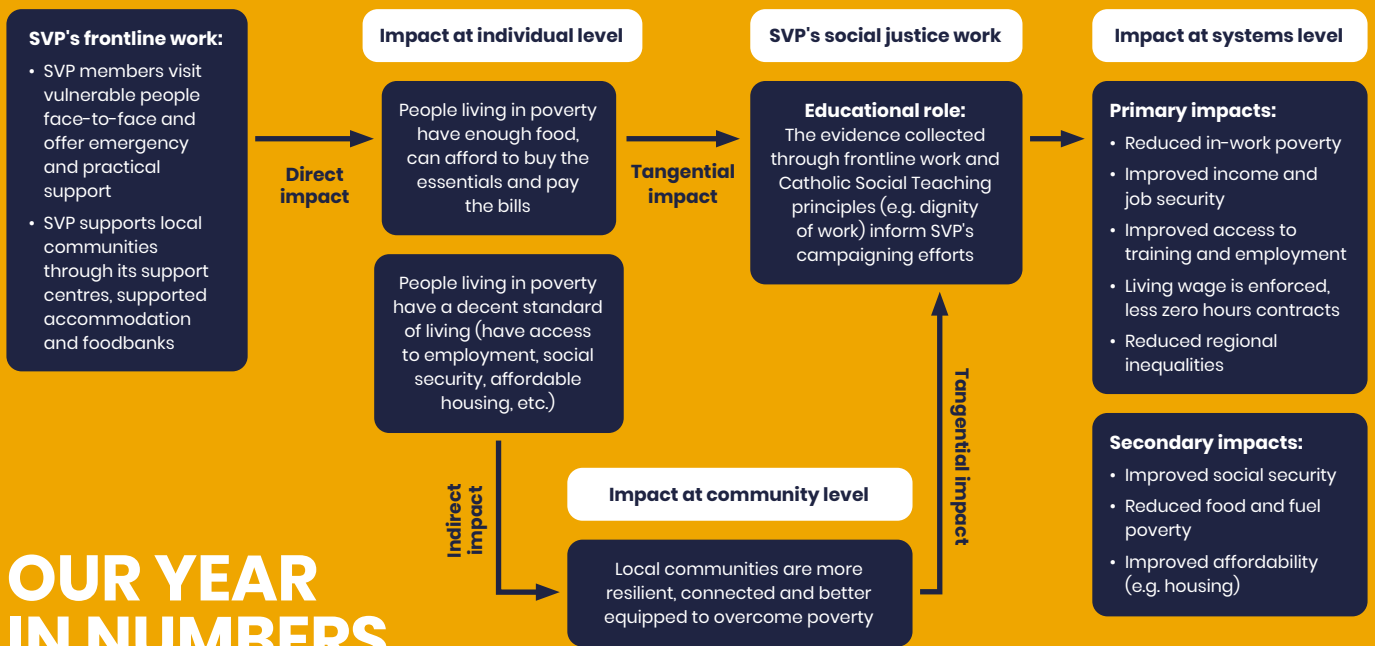 SVP's frontline work:
• SVP members visit
vulnerable people
face-to-face and
offer emergency
and practical
support
• SVP supports local
communities
through its support
centres, supported
accommodation
and foodbanks
Direct
impact
Impact at individual level
People living in poverty
have enough food,
can afford to buy the
essentials and pay
the bills
People living in poverty
have a decent standard
of living (have access
to employment, social
security, affordable
housing, etc.)
Tangential
impact
Indirect
impact
Impact at community level
Local communities are more
resilient, connected and better
equipped to overcome poverty
Tangential impact
SVP's social justice work
Educational role:
The evidence collected
through frontline work and
Catholic Social Teaching
principles (e.g. dignity
of work) inform SVP's
campaigning efforts
Impact at systems level
Primary impacts:
• Reduced in-work poverty
• Improved income and
job security
• Improved access to
training and employment
• Living wage is enforced,
less zero hours contracts
• Reduced regional
inequalities
Secondary impacts:
• Improved social security
• Reduced food and fuel
poverty
• Improved affordability
(e.g. housing)
OUR YEAR
IN NUMBERS